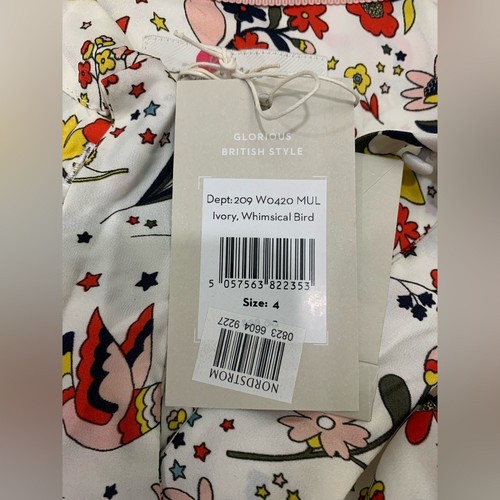 GLORIOUS
BRITISH STYLE
Dept: 209 W0420 MUL
Ivory, Whimsical Bird
5 057563 822353
Size: 4
0823 6604
9227
NORDSTROM